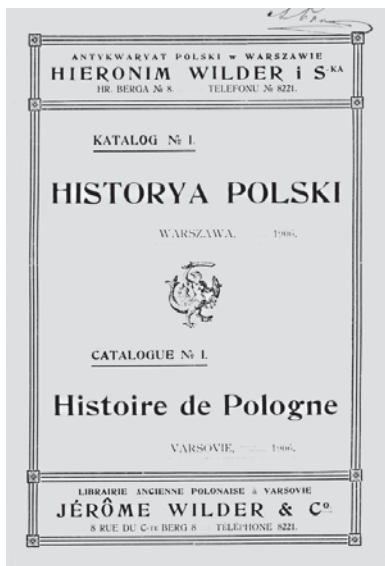 ANTYKWARYAT POLSKI w WARSZAWIE
HIERONIM WILDER i S-KA
HR. BERGA № 8. TELEFONU № 8221.
KATALOG № I.
HISTORYA POLSKI
WARSZAWA. 1906.
CATALOGUE № I.
Histoire de Pologne
VARSOVIE, 1906.
LIBRAIRIE ANCIENNE POLONAISE à VARSOVIE
JÉRÔME WILDER & Co.
8 RUE DU C-te BERG 8 TELÉPHONE 8221.